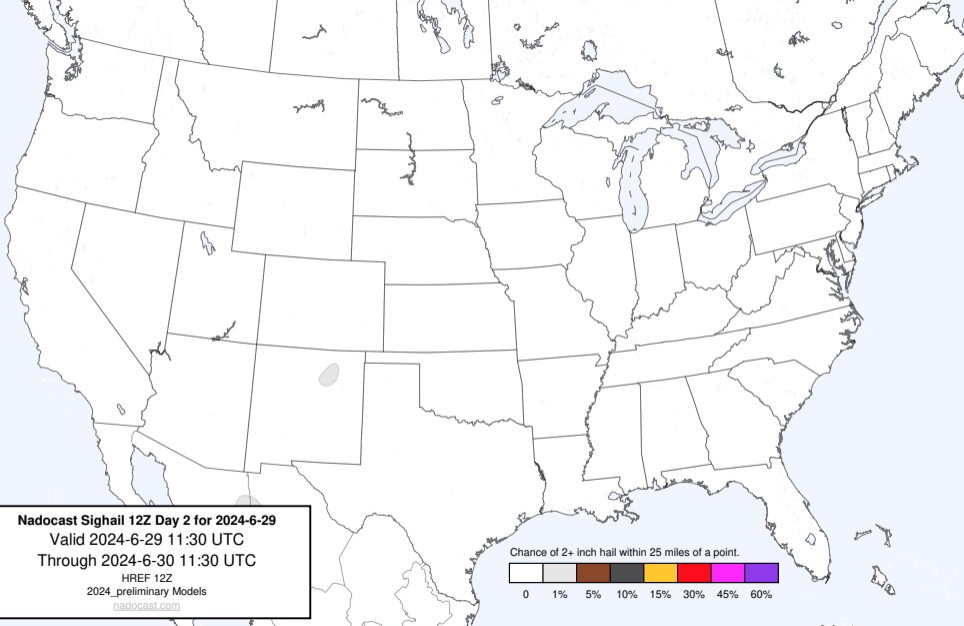 Nadocast Sighail 12Z Day 2 for 2024-6-29
Valid 2024-6-29 11:30 UTC
Through 2024-6-30 11:30 UTC
HREF 12Z
2024_preliminary Models
nadocast.com
Chance of 2+ inch hail within 25 miles of a point.
0 1% 5% 10% 15% 30% 45% 60%